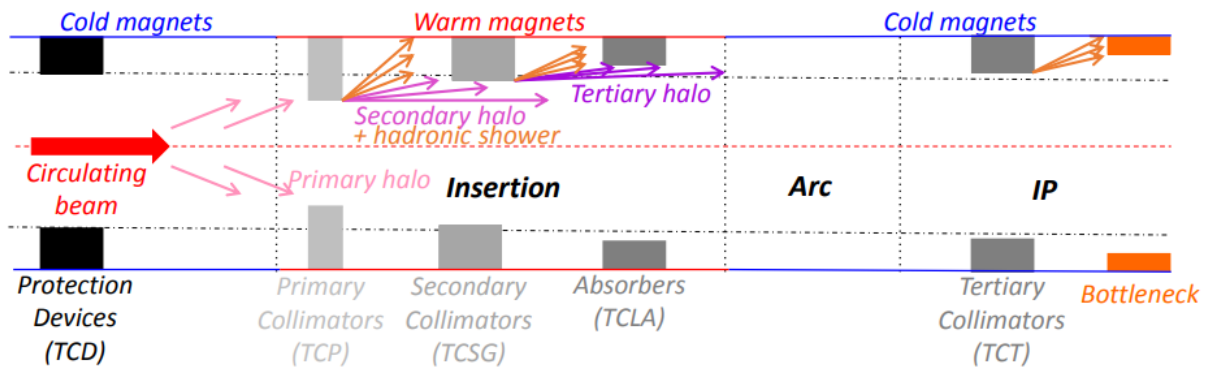 Cold magnets
Warm magnets
Cold magnets
Tertiary halo
Secondary halo
+ hadronic shower
Circulating
beam
Primary halo
Insertion
Arc
IP
Protection
Devices
(TCD)
Primary
Collimators
(TCP)
Secondary
Collimators
(TCSG)
Absorbers
(TCLA)
Tertiary
Collimators
(TCT)
Bottleneck